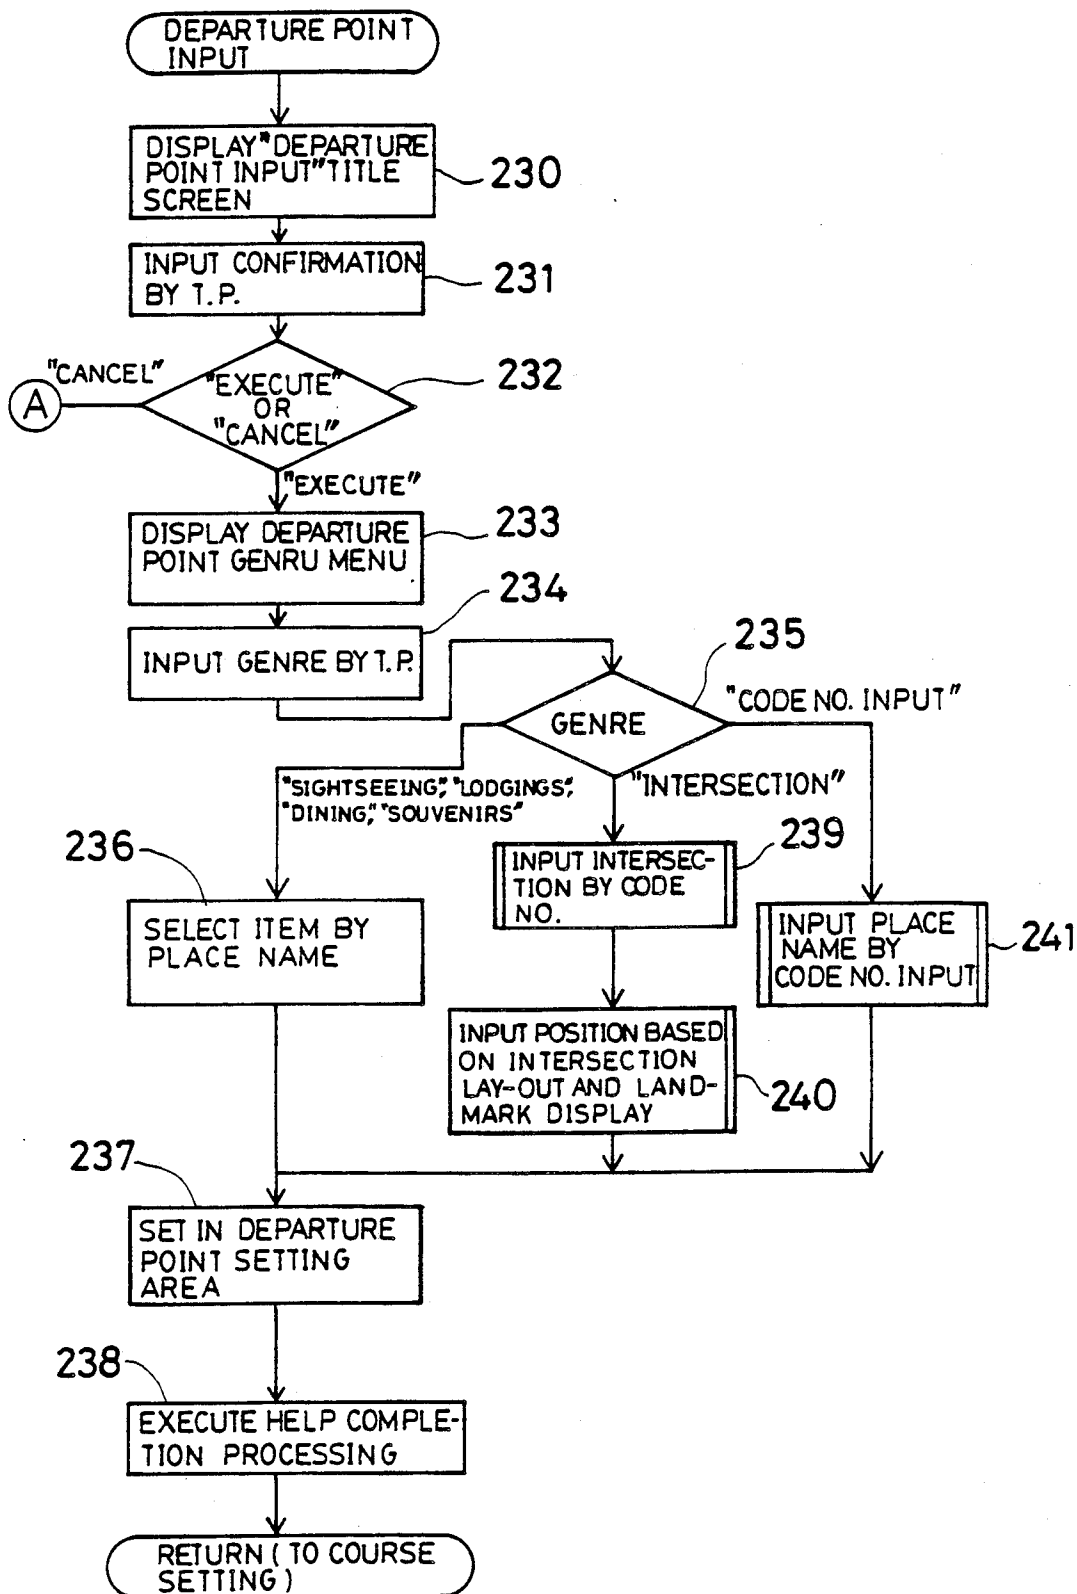 DEPARTURE POINT
INPUT
DISPLAY "DEPARTURE
POINT INPUT" TITLE
SCREEN
230
INPUT CONFIRMATION
BY T.P.
231
"CANCEL"
A
"EXECUTE"
OR
"CANCEL"
232
"EXECUTE"
DISPLAY DEPARTURE
POINT GENRU MENU
233
234
INPUT GENRE BY T.P.
235
GENRE
"CODE NO. INPUT"
"SIGHTSEEING", "LODGINGS",
"DINING", "SOUVENIRS"
"INTERSECTION"
236
SELECT ITEM BY
PLACE NAME
239
INPUT INTERSEC-
TION BY CODE
NO.
INPUT PLACE
NAME BY
CODE NO. INPUT
241
INPUT POSITION BASED
ON INTERSECTION
LAY-OUT AND LAND-
MARK DISPLAY
240
237
SET IN DEPARTURE
POINT SETTING
AREA
238
EXECUTE HELP COMPLE-
TION PROCESSING
RETURN ( TO COURSE
SETTING )